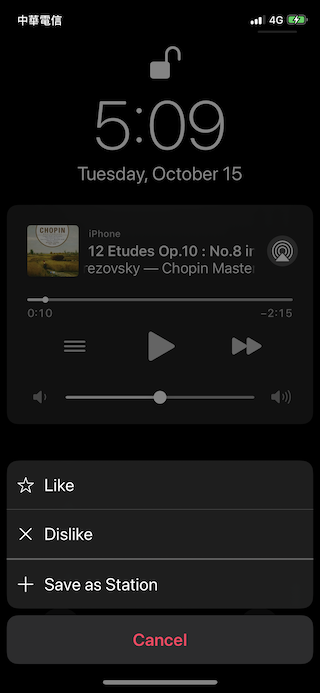 中華電信
4G
5:09
Tuesday, October 15
CHOPIN
iPhone
12 Etudes Op.10 : No.8 in
rezovsky — Chopin Master
0:10
−2:15
Like
Dislike
Save as Station
Cancel